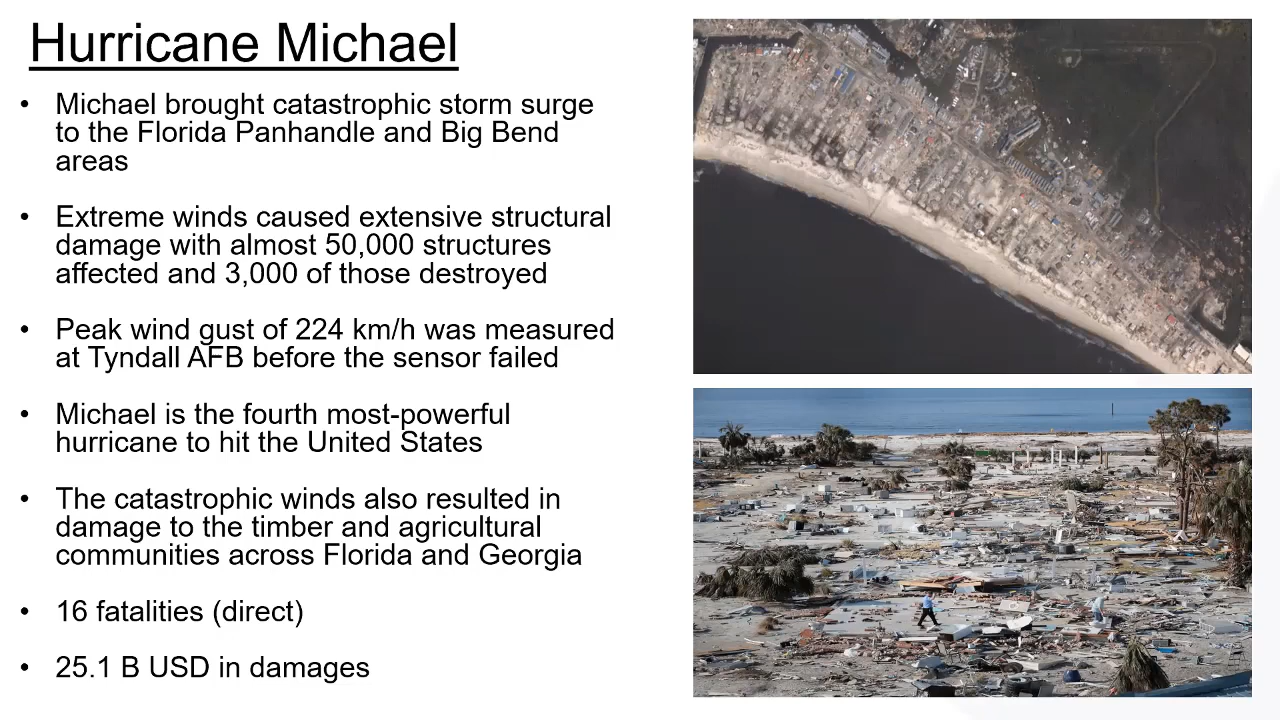 Hurricane Michael
• Michael brought catastrophic storm surge
to the Florida Panhandle and Big Bend
areas
• Extreme winds caused extensive structural
damage with almost 50,000 structures
affected and 3,000 of those destroyed
• Peak wind gust of 224 km/h was measured
at Tyndall AFB before the sensor failed
• Michael is the fourth most-powerful
hurricane to hit the United States
• The catastrophic winds also resulted in
damage to the timber and agricultural
communities across Florida and Georgia
• 16 fatalities (direct)
• 25.1 B USD in damages